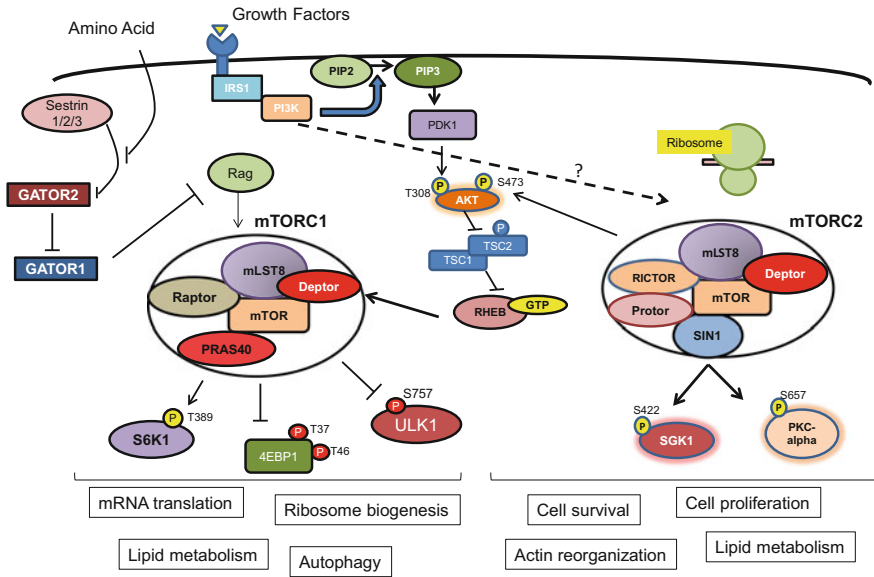 Growth Factors
Amino Acid
IRS1
PI3K
PIP2
PIP3
PDK1
Sestrin
1/2/3
Ribosome
?
Rag
GATOR2
GATOR1
T308
P
P
S473
AKT
P
TSC2
TSC1
RHEB
GTP
mTORC1
mLST8
Deptor
Raptor
mTOR
PRAS40
mTORC2
mLST8
Deptor
RICTOR
mTOR
Protor
SIN1
P
T389
S6K1
P
T37
P
T46
4EBP1
P
S757
ULK1
S422
P
SGK1
S657
P
PKC-
alpha
mRNA translation
Ribosome biogenesis
Lipid metabolism
Autophagy
Cell survival
Cell proliferation
Actin reorganization
Lipid metabolism